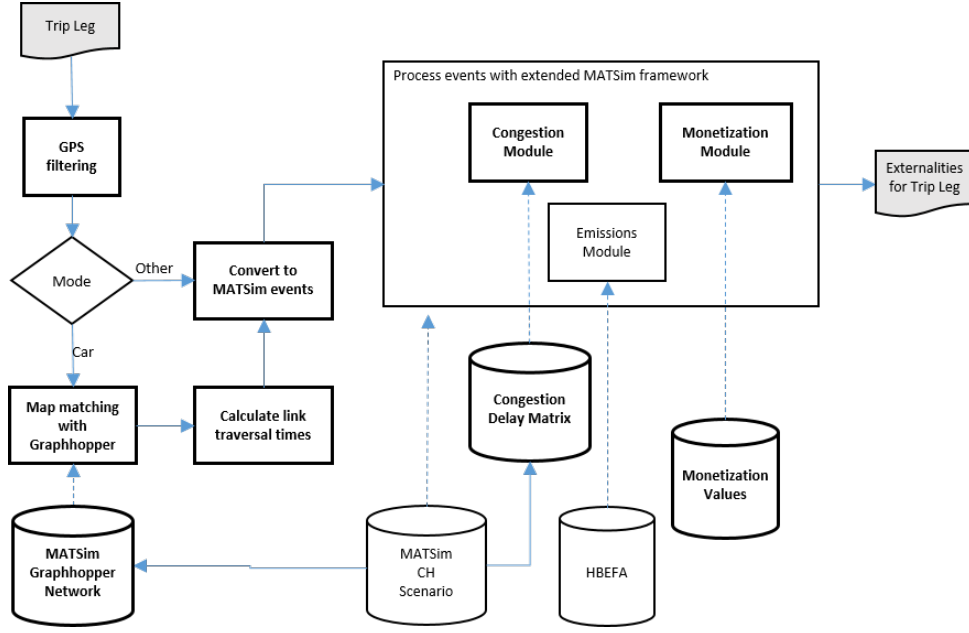 Trip Leg
GPS
filtering
Mode
Other
Car
Convert to
MATSim events
Map matching
with
Graphhopper
Calculate link
traversal times
MATSim
Graphhopper
Network
Process events with extended MATSim framework
Congestion
Module
Monetization
Module
Emissions
Module
Externalities
for Trip Leg
Congestion
Delay Matrix
Monetization
Values
MATSim
CH
Scenario
HBEFA